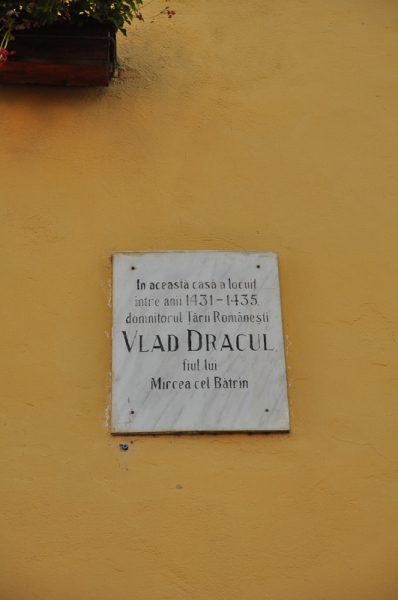 In această casă a locuit
între anii 1431-1435
domnitorul Țării Românești
VLAD DRACUL
fiul lui
Mircea cel Bătrîn